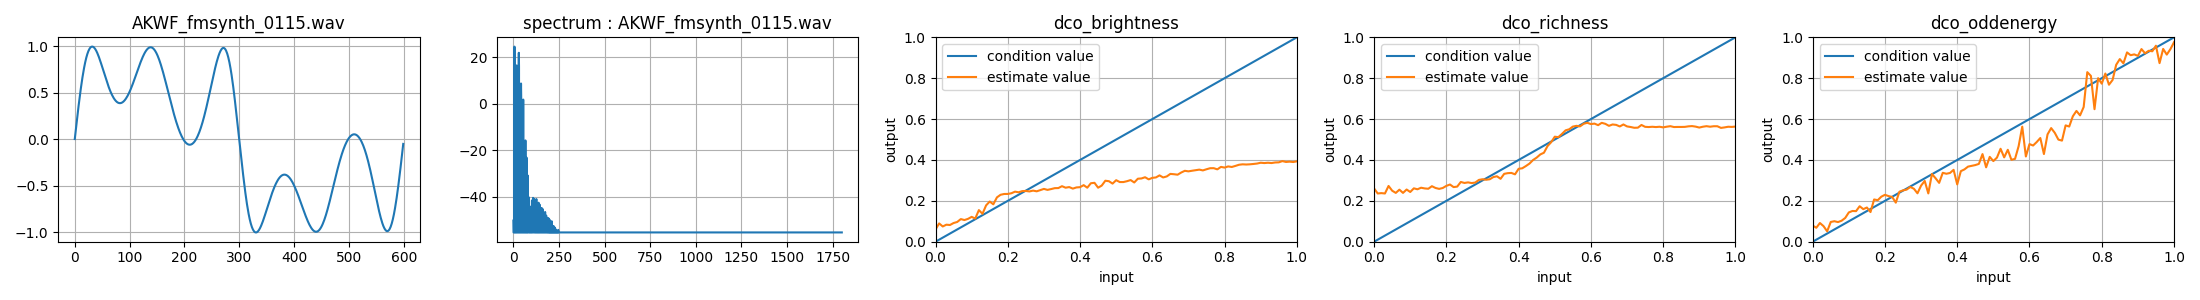 AKWF_fmsynth_0115.wav
1.0
0.5
0.0
−0.5
−1.0
0 100 200 300 400 500 600
spectrum : AKWF_fmsynth_0115.wav
20
0
−20
−40
0 250 500 750 1000 1250 1500 1750
dco_brightness
condition value
estimate value
output
1.0
0.8
0.6
0.4
0.2
0.0
0.0 0.2 0.4 0.6 0.8 1.0
input
dco_richness
condition value
estimate value
output
1.0
0.8
0.6
0.4
0.2
0.0
0.0 0.2 0.4 0.6 0.8 1.0
input
dco_oddenergy
condition value
estimate value
output
1.0
0.8
0.6
0.4
0.2
0.0
0.0 0.2 0.4 0.6 0.8 1.0
input